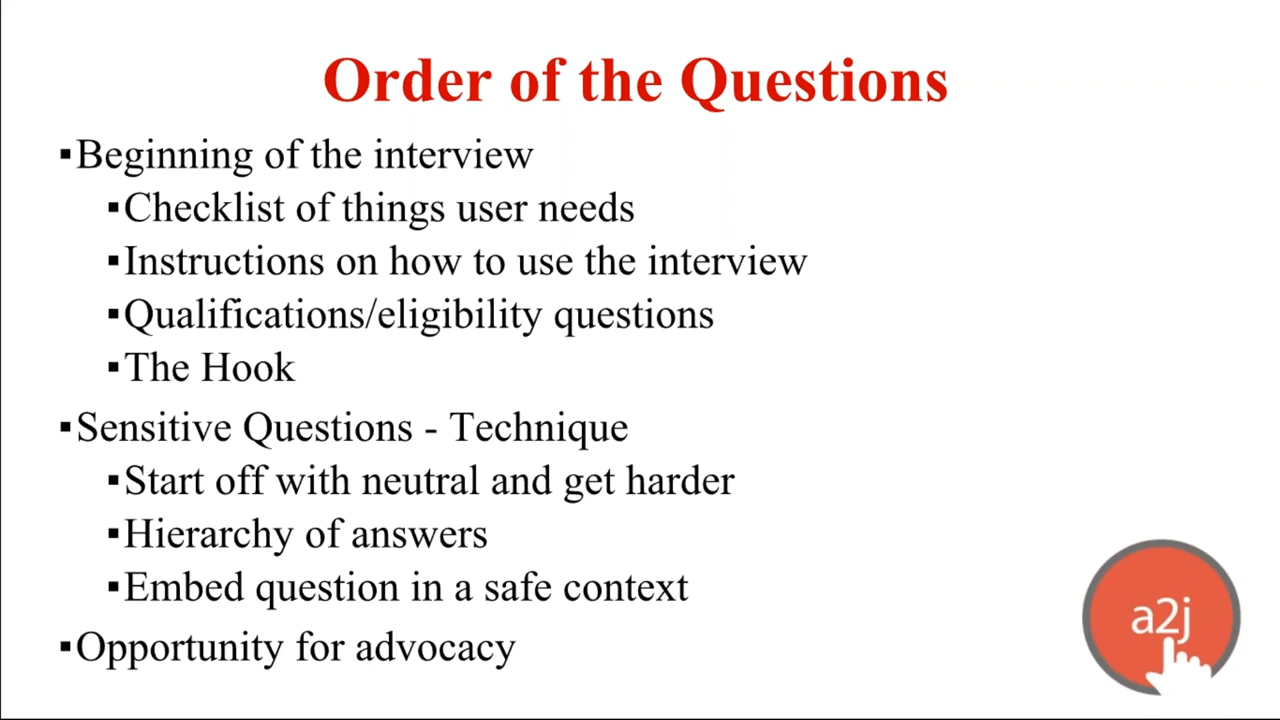 Order of the Questions
▪Beginning of the interview
▪Checklist of things user needs
▪Instructions on how to use the interview
▪Qualifications/eligibility questions
▪The Hook
▪Sensitive Questions - Technique
▪Start off with neutral and get harder
▪Hierarchy of answers
▪Embed question in a safe context
▪Opportunity for advocacy
a2j